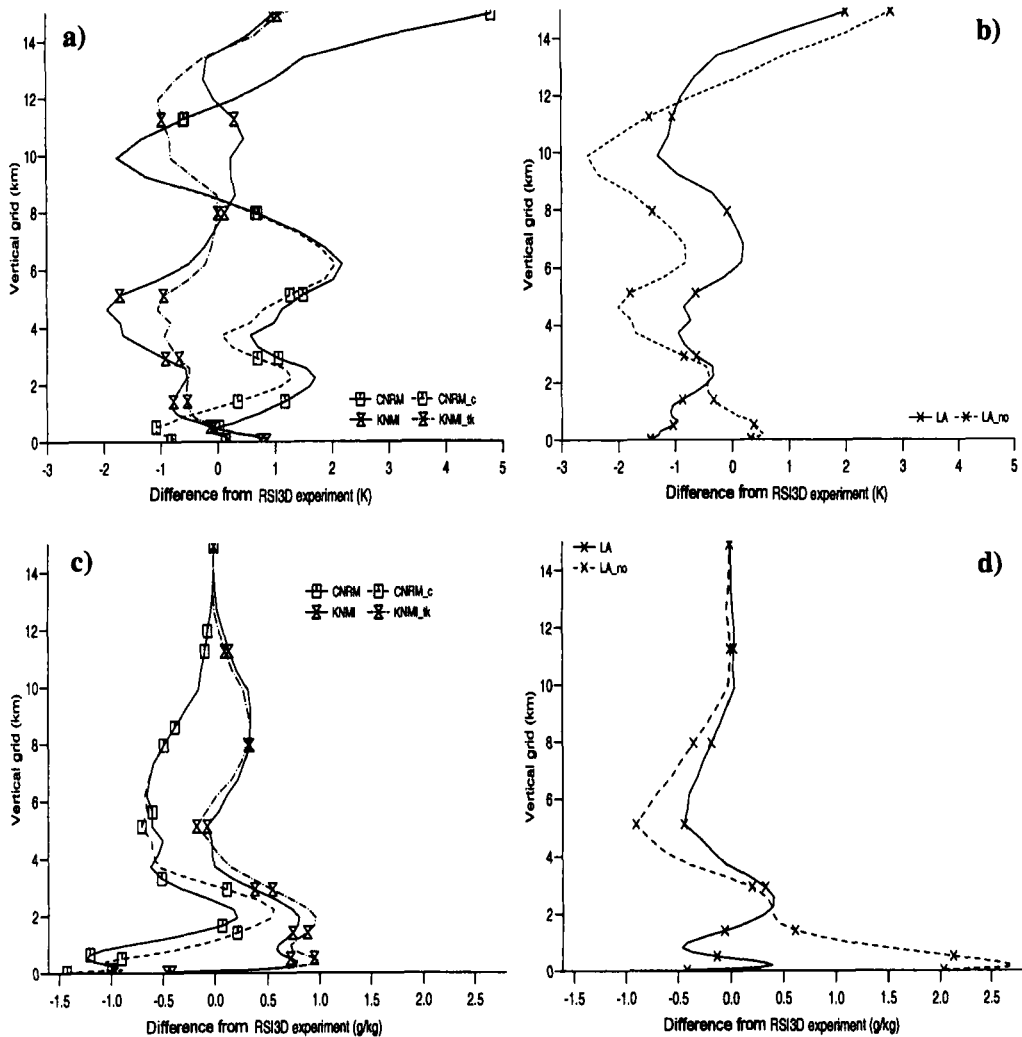 a)
Vertical grid (km)
14
12
10
8
6
4
2
0
CNRM CNRM_c
KNMI KNMI_tk
-3 -2 -1 0 1 2 3 4 5
Difference from RSI3D experiment (K)
b)
Vertical grid (km)
14
12
10
8
6
4
2
0
LA LA_no
-3 -2 -1 0 1 2 3 4 5
Difference from RSI3D experiment (K)
c)
Vertical grid (km)
14
12
10
8
6
4
2
0
CNRM CNRM_c
KNMI KNMI_tk
-1.5 -1.0 -0.5 0.0 0.5 1.0 1.5 2.0 2.5
Difference from RSI3D experiment (g/kg)
d)
LA
LA_no
Vertical grid (km)
14
12
10
8
6
4
2
0
-1.5 -1.0 -0.5 0.0 0.5 1.0 1.5 2.0 2.5
Difference from RSI3D experiment (g/kg)